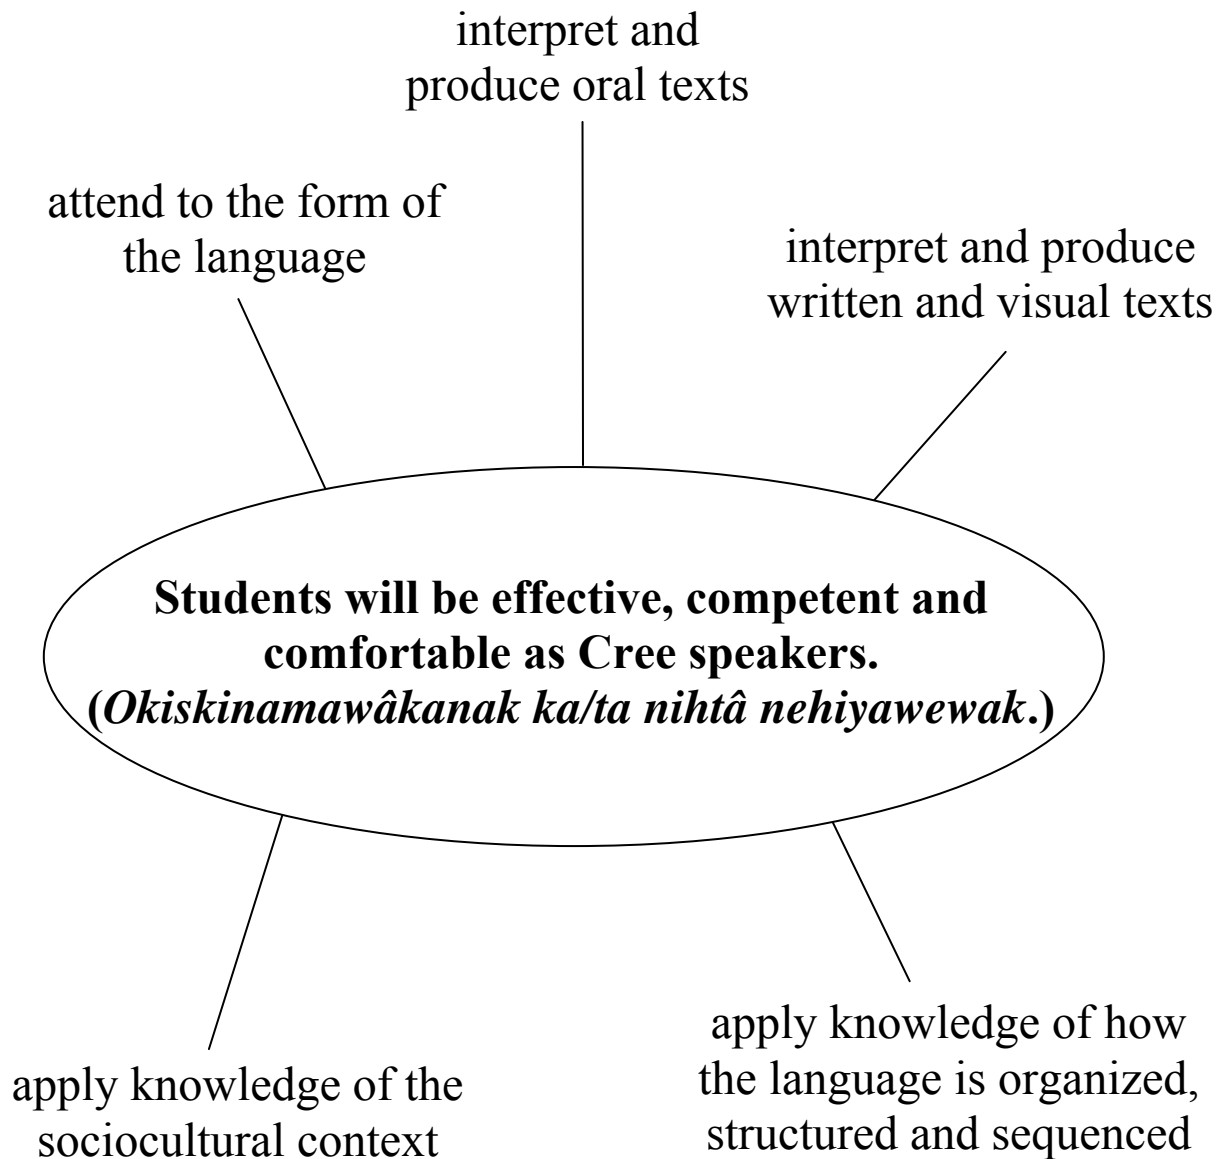 interpret and
produce oral texts
attend to the form of
the language
interpret and produce
written and visual texts
Students will be effective, competent and
comfortable as Cree speakers.
(Okiskinamawâkanak ka/ta nihtâ nehiyawewak.)
apply knowledge of the
sociocultural context
apply knowledge of how
the language is organized,
structured and sequenced